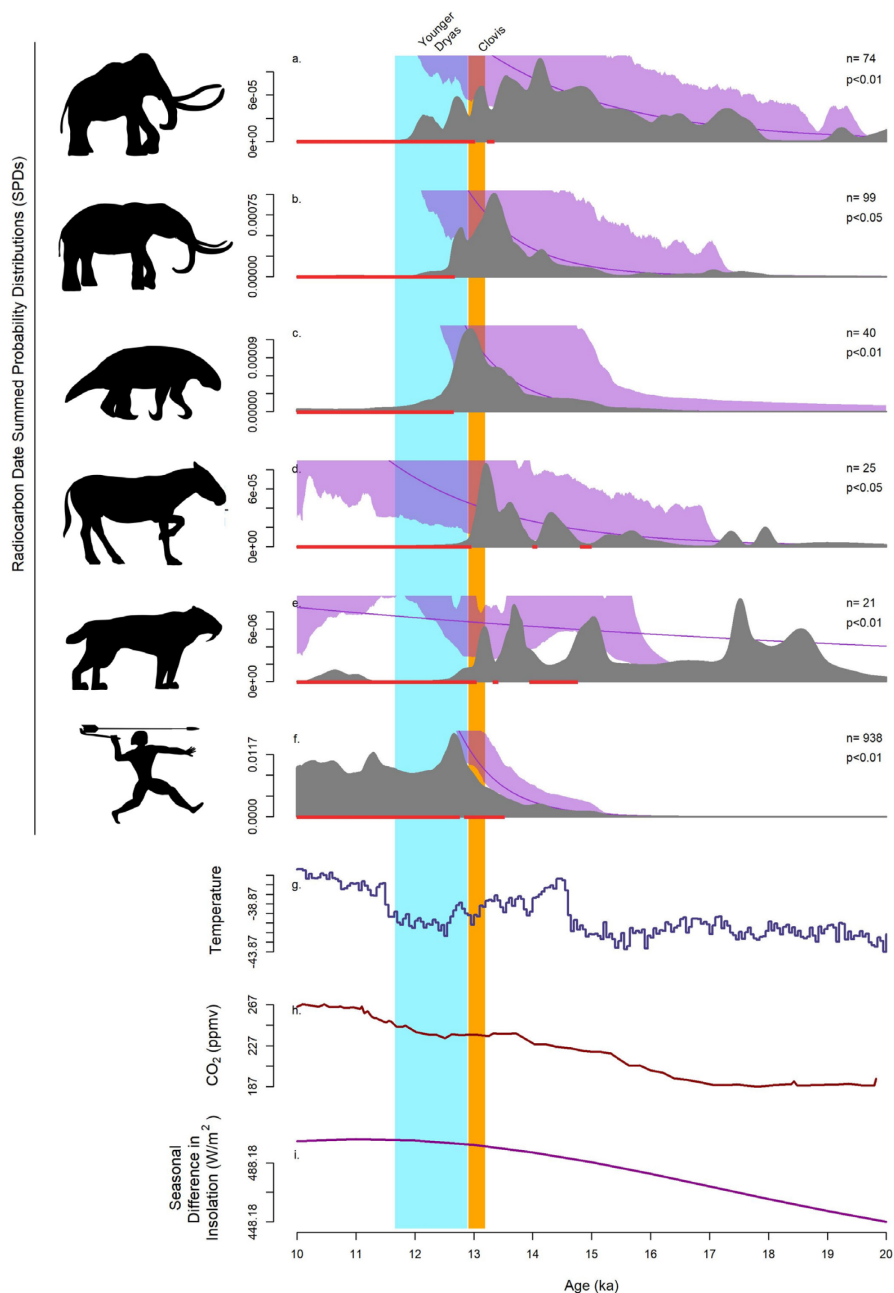 Younger
Dryas
Clovis
Radiocarbon Date Summed Probability Distributions (SPDs)
a.
n= 74
p<0.01
6e-05
0e+00
b.
n= 99
p<0.05
0.00075
0.00000
c.
n= 40
p<0.01
0.00009
0.00000
d.
n= 25
p<0.05
6e-05
0e+00
e.
n= 21
p<0.01
6e-06
0e+00
f.
n= 938
p<0.01
0.0117
0.0000
Temperature
g.
-38.87
-43.87
CO2 (ppmv)
h.
267
227
187
Seasonal
Difference in
Insolation (W/m2)
i.
488.18
448.18
10 11 12 13 14 15 16 17 18 19 20
Age (ka)